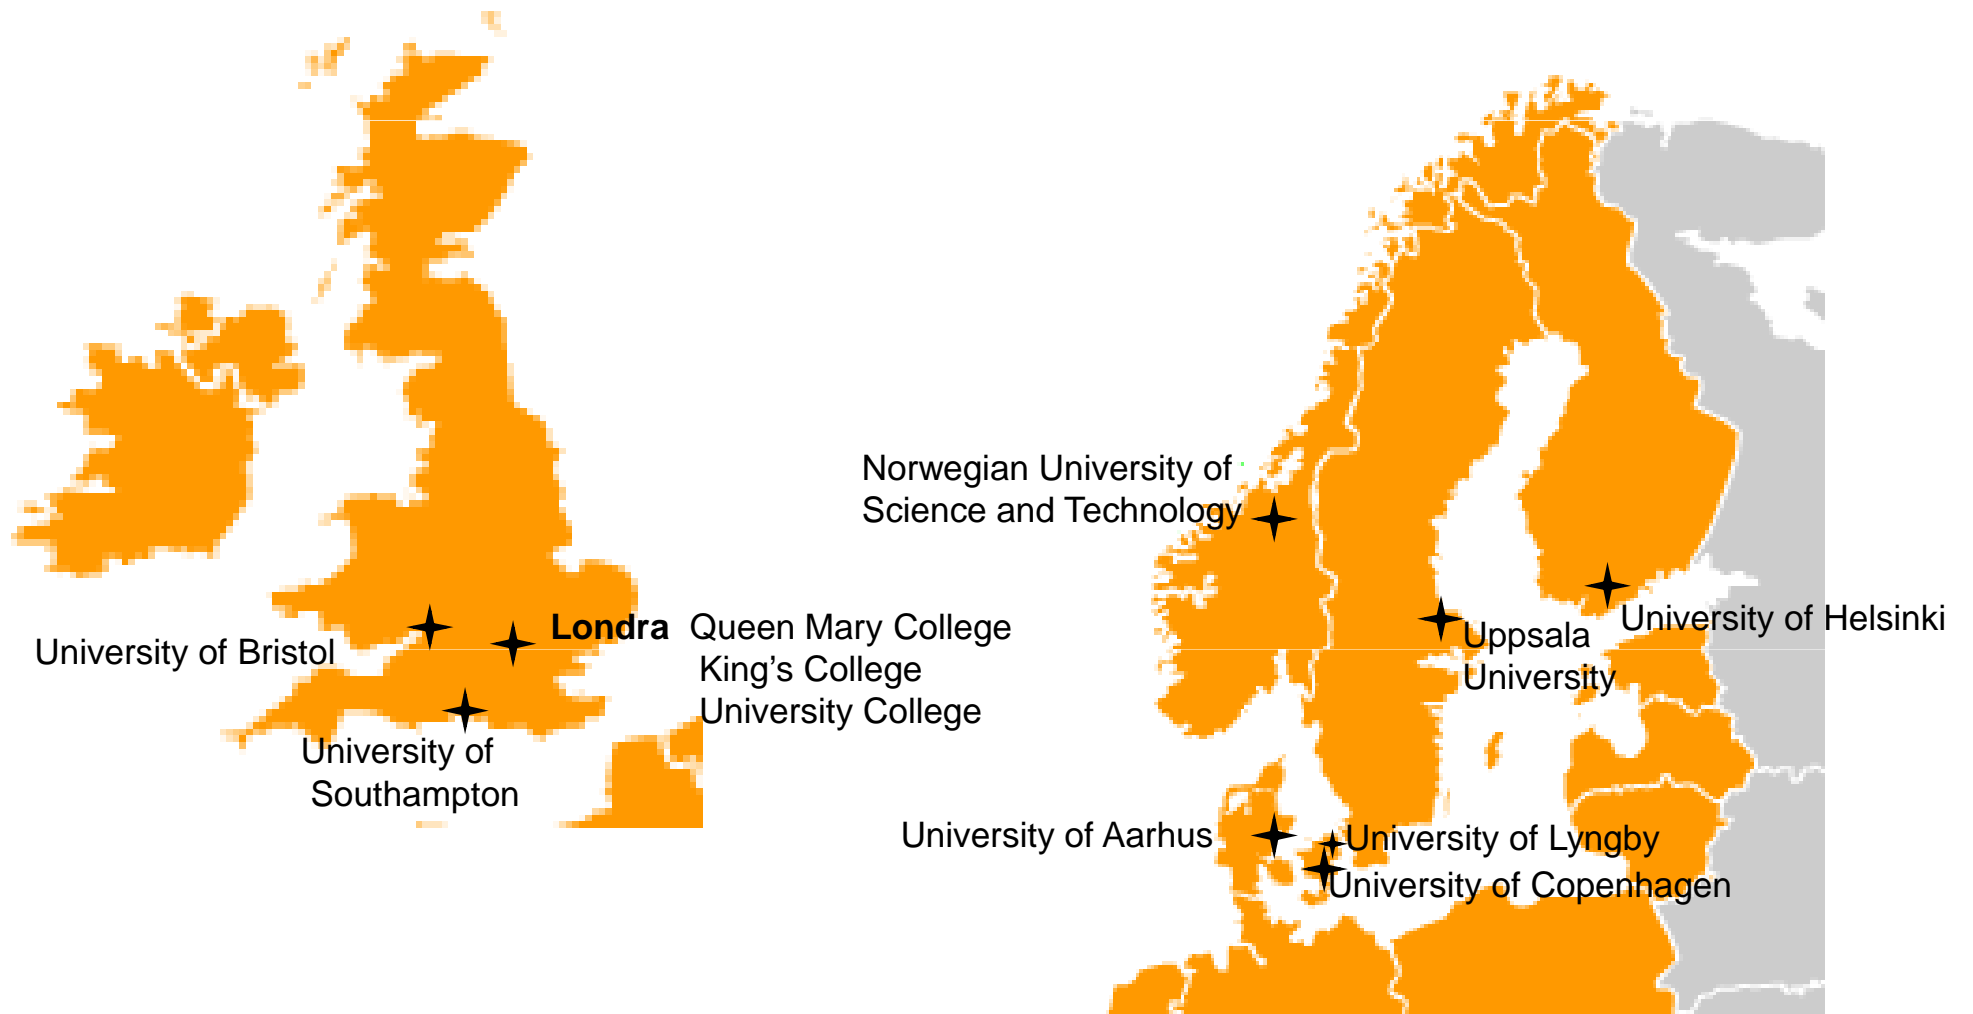 Norwegian University of
Science and Technology
University of Bristol
Londra Queen Mary College
King’s College
University College
University of
Southampton
University of Helsinki
Uppsala
University
University of Aarhus
University of Lyngby
University of Copenhagen